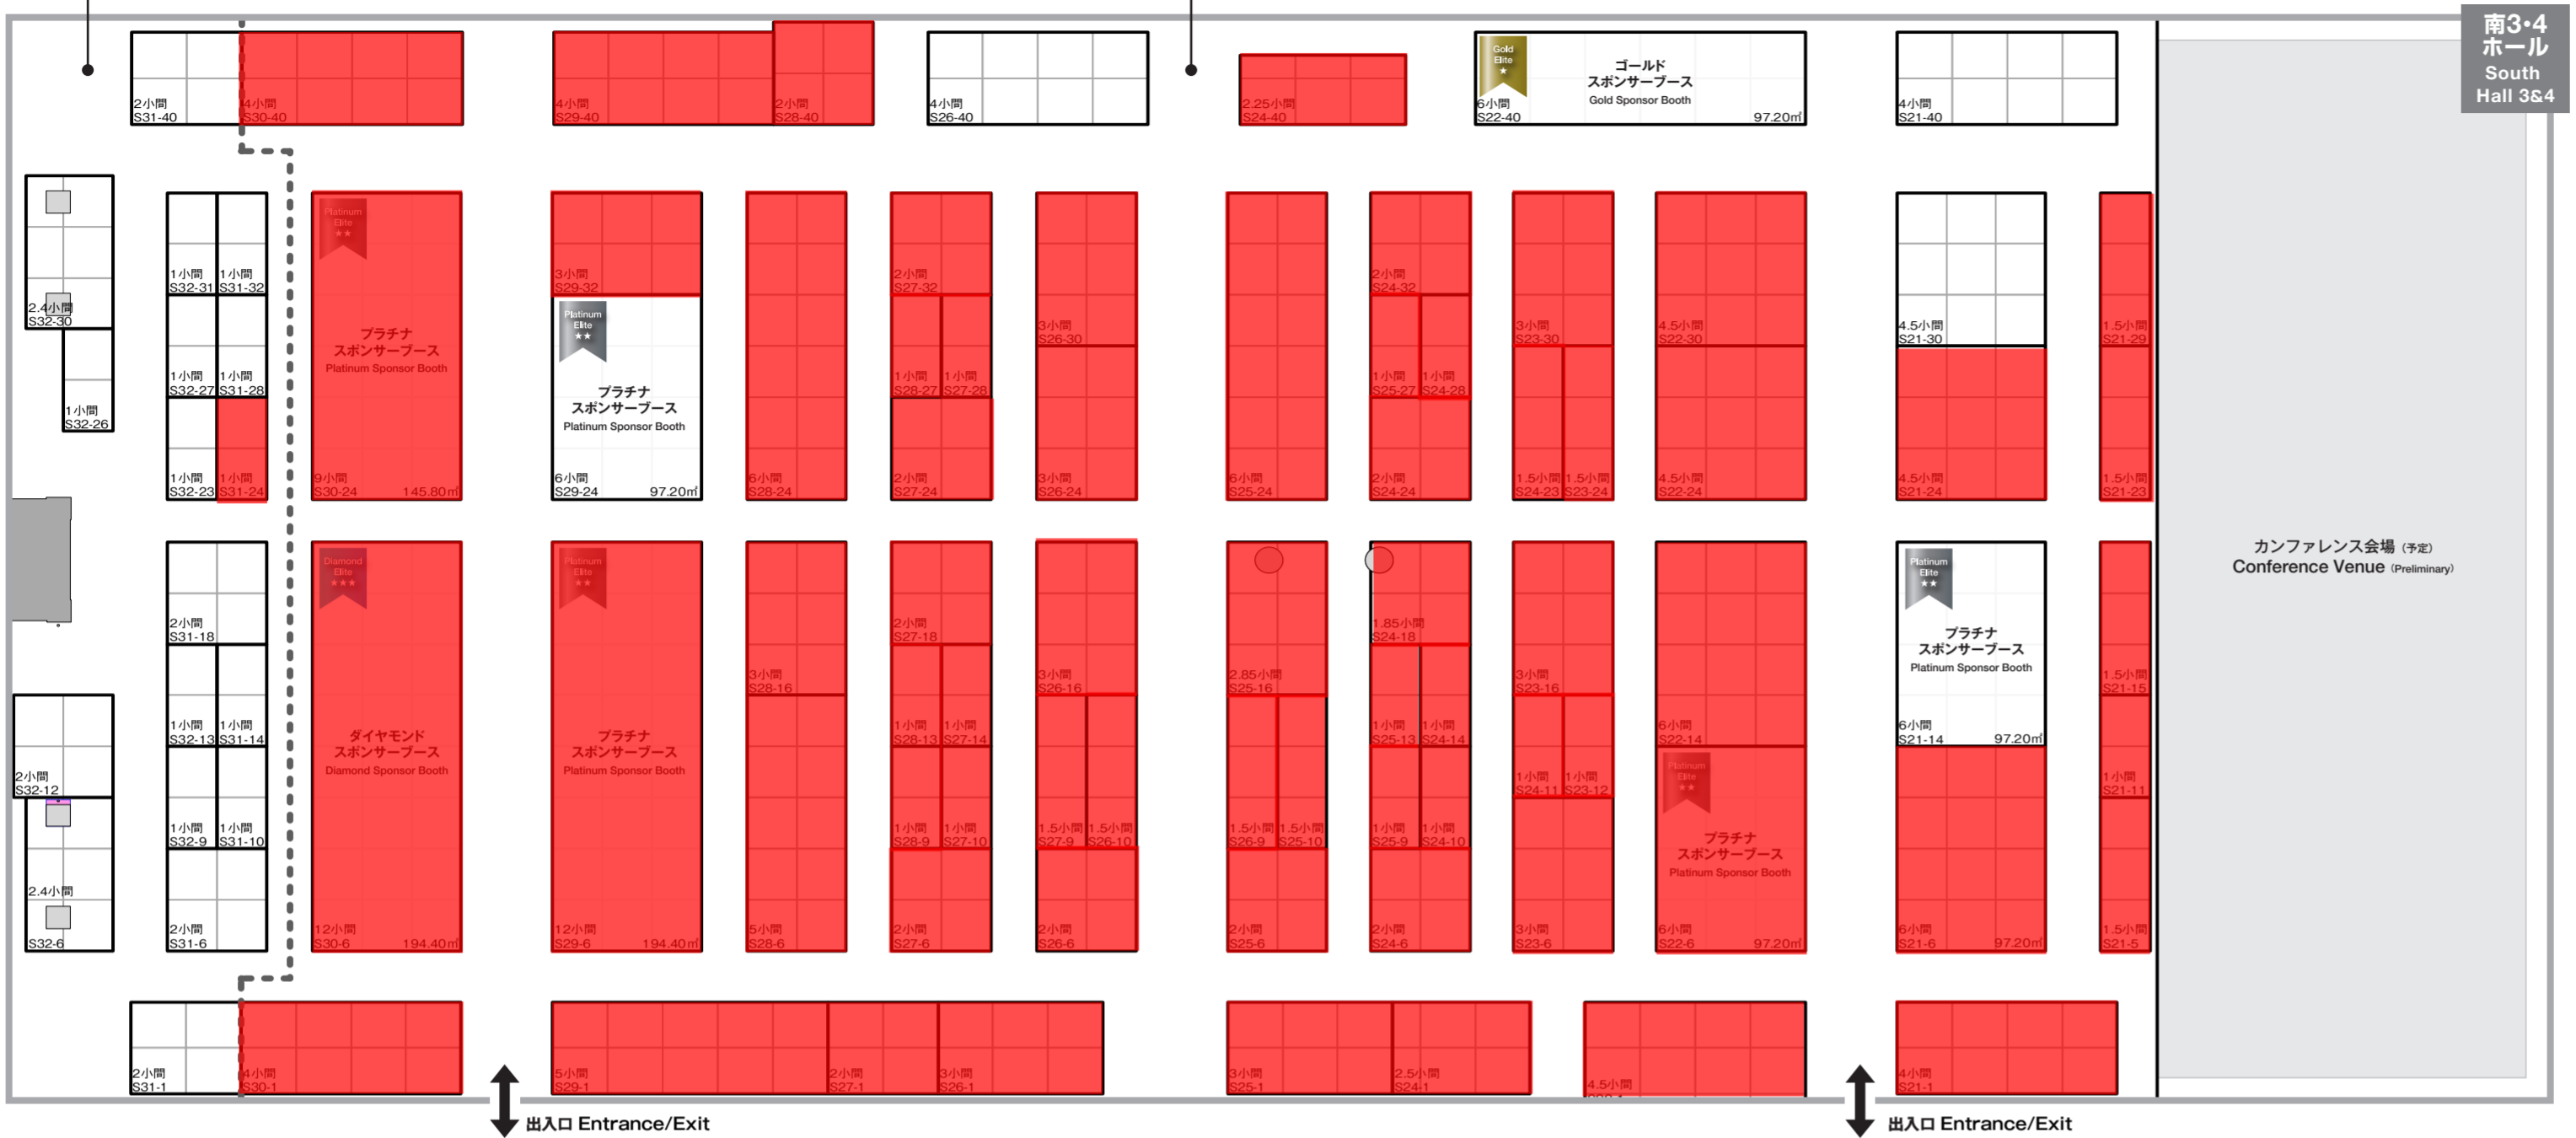 南3・4
ホール
South
Hall 3&4
2小間
S31-40
4小間
S30-40
4小間
S29-40
2小間
S28-40
4小間
S26-40
2.25小間
S24-40
Gold
Elite
★
ゴールド
スポンサーブース
Gold Sponsor Booth
6小間
S22-40
97.20㎡
4小間
S21-40
2.4小間
S32-30
1小間
S32-26
1小間 1小間
S32-31 S31-32
1小間 1小間
S32-27 S31-28
1小間 1小間
S32-23 S31-24
Platinum
Elite
★★
プラチナ
スポンサーブース
Platinum Sponsor Booth
9小間
S30-24 145.80㎡
3小間
S29-32
Platinum
Elite
★★
プラチナ
スポンサーブース
Platinum Sponsor Booth
6小間
S29-24 97.20㎡
6小間
S28-24
2小間
S27-32
1小間 1小間
S28-27 S27-28
2小間
S27-24
3小間
S26-30
3小間
S26-24
6小間
S25-24
2小間
S24-32
1小間 1小間
S25-27 S24-28
2小間
S24-24
3小間
S23-30
1.5小間 1.5小間
S24-23 S23-24
4.5小間
S22-30
4.5小間
S22-24
4.5小間
S21-30
4.5小間
S21-24
1.5小間
S21-29
1.5小間
S21-23
カンファレンス会場（予定）
Conference Venue（Preliminary）
2小間
S32-12
2.4小間
S32-6
2小間
S31-18
1小間 1小間
S32-13 S31-14
1小間 1小間
S32-9 S31-10
2小間
S31-6
Diamond
Elite
★★★
ダイヤモンド
スポンサーブース
Diamond Sponsor Booth
12小間
S30-6 194.40㎡
Platinum
Elite
★★
プラチナ
スポンサーブース
Platinum Sponsor Booth
12小間
S29-6 194.40㎡
3小間
S28-16
5小間
S28-6
2小間
S27-18
1小間 1小間
S28-13 S27-14
1小間 1小間
S28-9 S27-10
2小間
S27-6
3小間
S26-16
1.5小間 1.5小間
S27-9 S26-10
2小間
S26-6
2.85小間
S25-16
1.5小間 1.5小間
S26-9 S25-10
2小間
S25-6
1.85小間
S24-18
1小間 1小間
S25-13 S24-14
1小間 1小間
S25-9 S24-10
2小間
S24-6
3小間
S23-16
1小間 1小間
S24-11 S23-12
3小間
S23-6
6小間
S22-14
Platinum
Elite
★★
プラチナ
スポンサーブース
Platinum Sponsor Booth
6小間
S22-6 97.20㎡
Platinum
Elite
★★
プラチナ
スポンサーブース
Platinum Sponsor Booth
6小間
S21-14 97.20㎡
6小間
S21-6 97.20㎡
1.5小間
S21-15
1小間
S21-11
1.5小間
S21-5
2小間
S31-1
4小間
S30-1
5小間
S29-1
2小間
S27-1
3小間
S26-1
3小間
S25-1
2.5小間
S24-1
4.5小間
4小間
S21-1
出入口 Entrance/Exit
出入口 Entrance/Exit